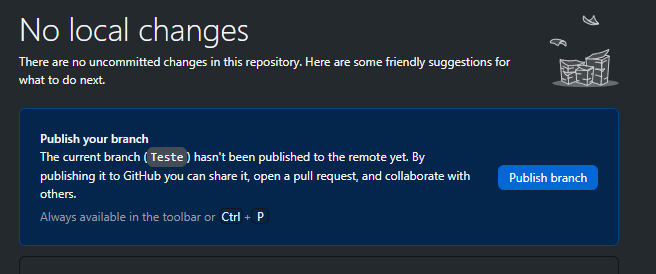 No local changes
There are no uncommitted changes in this repository. Here are some friendly suggestions for
what to do next.
Publish your branch
The current branch (Teste) hasn't been published to the remote yet. By
publishing it to GitHub you can share it, open a pull request, and collaborate with
others.
Publish branch
Always available in the toolbar or Ctrl + P